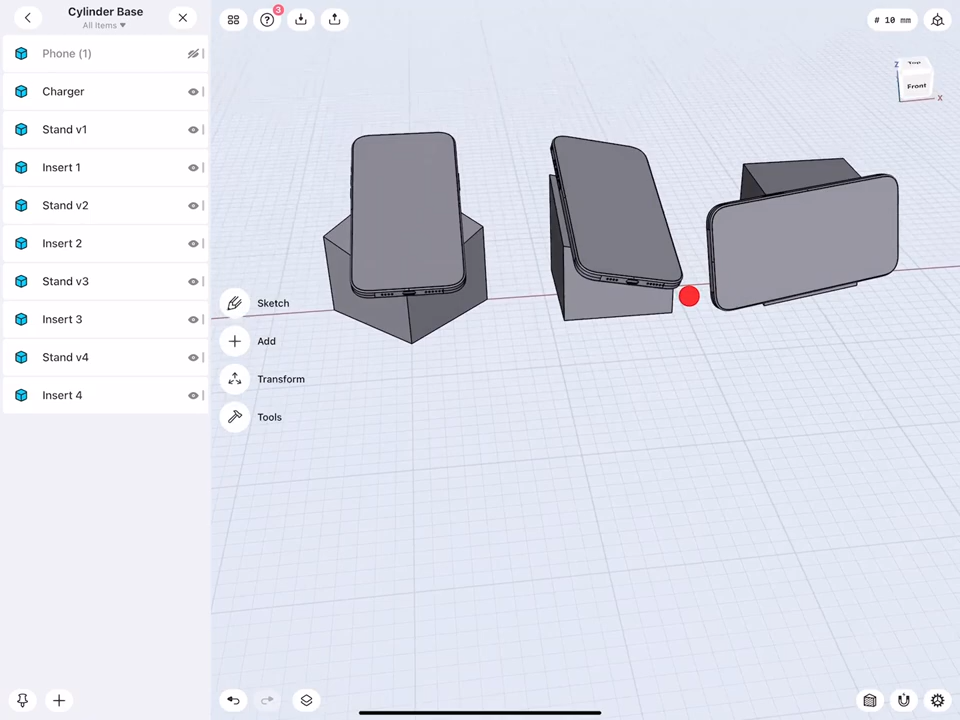 Cylinder Base
All Items ▼
Phone (1)
Charger
Stand v1
Insert 1
Stand v2
Insert 2
Stand v3
Insert 3
Stand v4
Insert 4
3
# 10 mm
Top
Z
Front
X
Sketch
Add
Transform
Tools